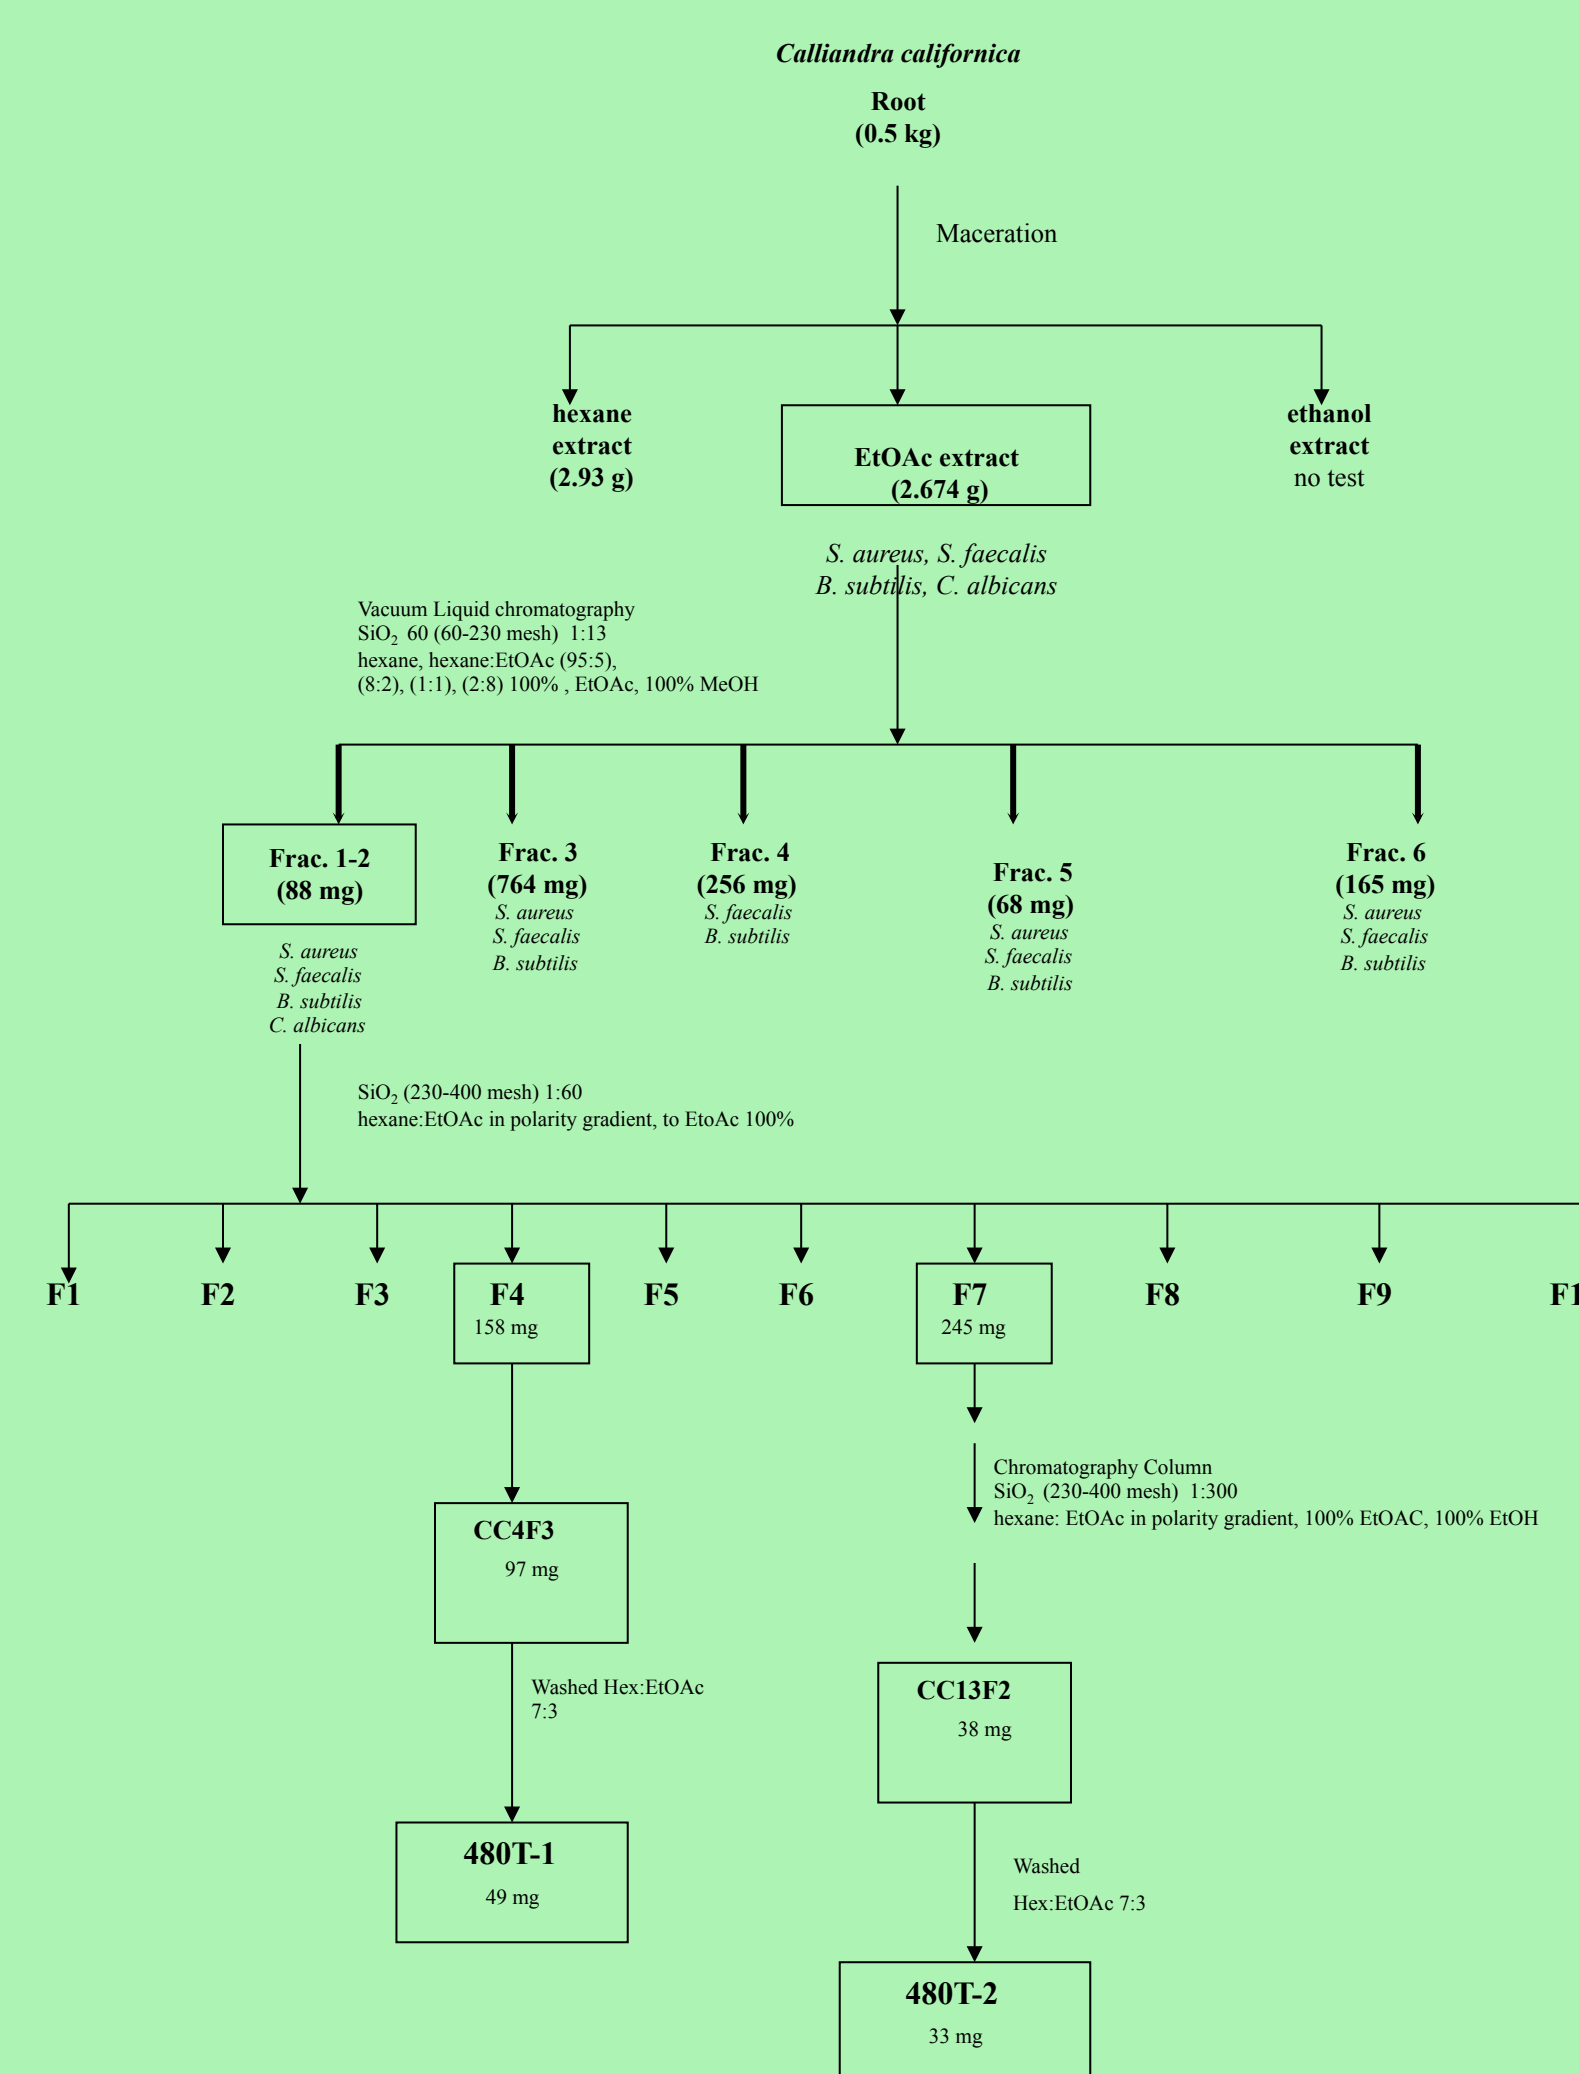 Calliandra californica
Root
(0.5 kg)
Maceration
hexane
extract
(2.93 g)
EtOAc extract
(2.674 g)
ethanol
extract
no test
S. aureus, S. faecalis
B. subtilis, C. albicans
Vacuum Liquid chromatography
SiO₂ 60 (60-230 mesh) 1:13
hexane, hexane:EtOAc (95:5),
(8:2), (1:1), (2:8) 100% , EtOAc, 100% MeOH
Frac. 1-2
(88 mg)
S. aureus
S. faecalis
B. subtilis
C. albicans
Frac. 3
(764 mg)
S. aureus
S. faecalis
B. subtilis
Frac. 4
(256 mg)
S. faecalis
B. subtilis
Frac. 5
(68 mg)
S. aureus
S. faecalis
B. subtilis
Frac. 6
(165 mg)
S. aureus
S. faecalis
B. subtilis
SiO₂ (230-400 mesh) 1:60
hexane:EtOAc in polarity gradient, to EtoAc 100%
F1
F2
F3
F4
158 mg
F5
F6
F7
245 mg
F8
F9
F1
CC4F3
97 mg
Chromatography Column
SiO₂ (230-400 mesh) 1:300
hexane: EtOAc in polarity gradient, 100% EtOAC, 100% EtOH
Washed Hex:EtOAc
7:3
CC13F2
38 mg
480T-1
49 mg
Washed
Hex:EtOAc 7:3
480T-2
33 mg